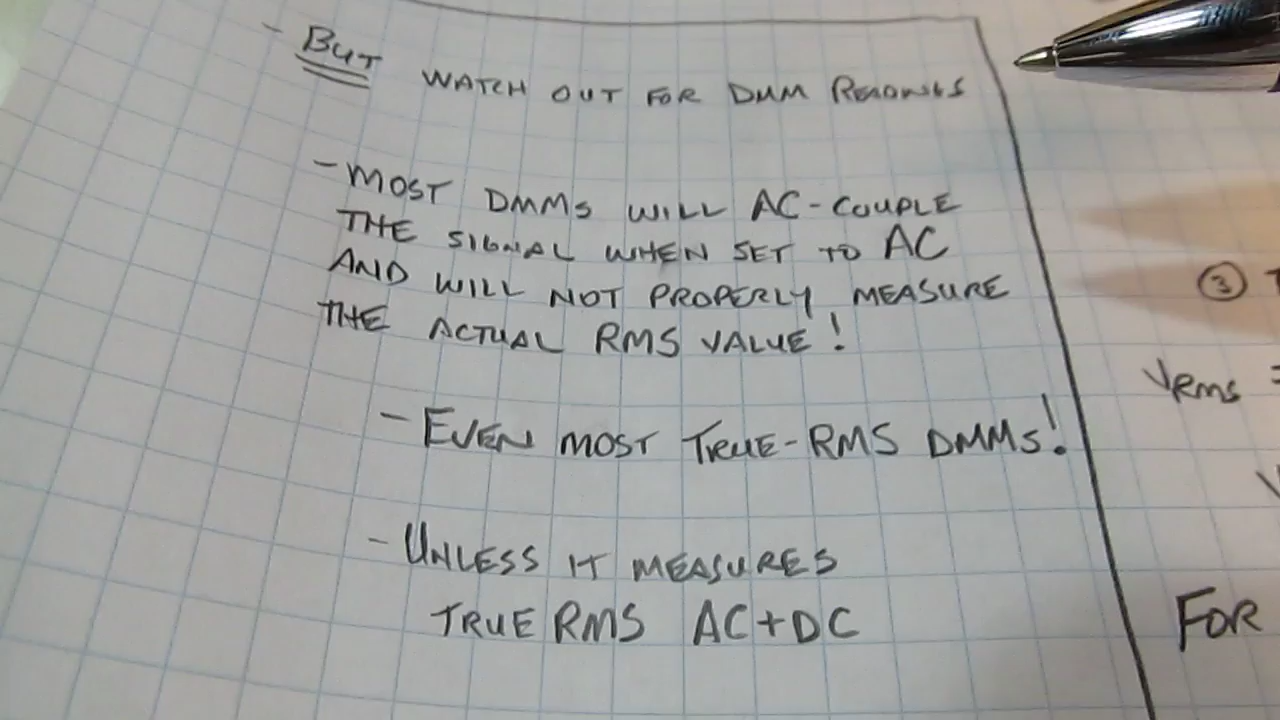 - BUT WATCH OUT FOR DMM READINGS
- MOST DMMS WILL AC-COUPLE
THE SIGNAL WHEN SET TO AC
AND WILL NOT PROPERLY MEASURE
THE ACTUAL RMS VALUE!
- EVEN MOST TRUE-RMS DMMS!
- UNLESS IT MEASURES
TRUE RMS AC+DC
③
VRMS =
FOR